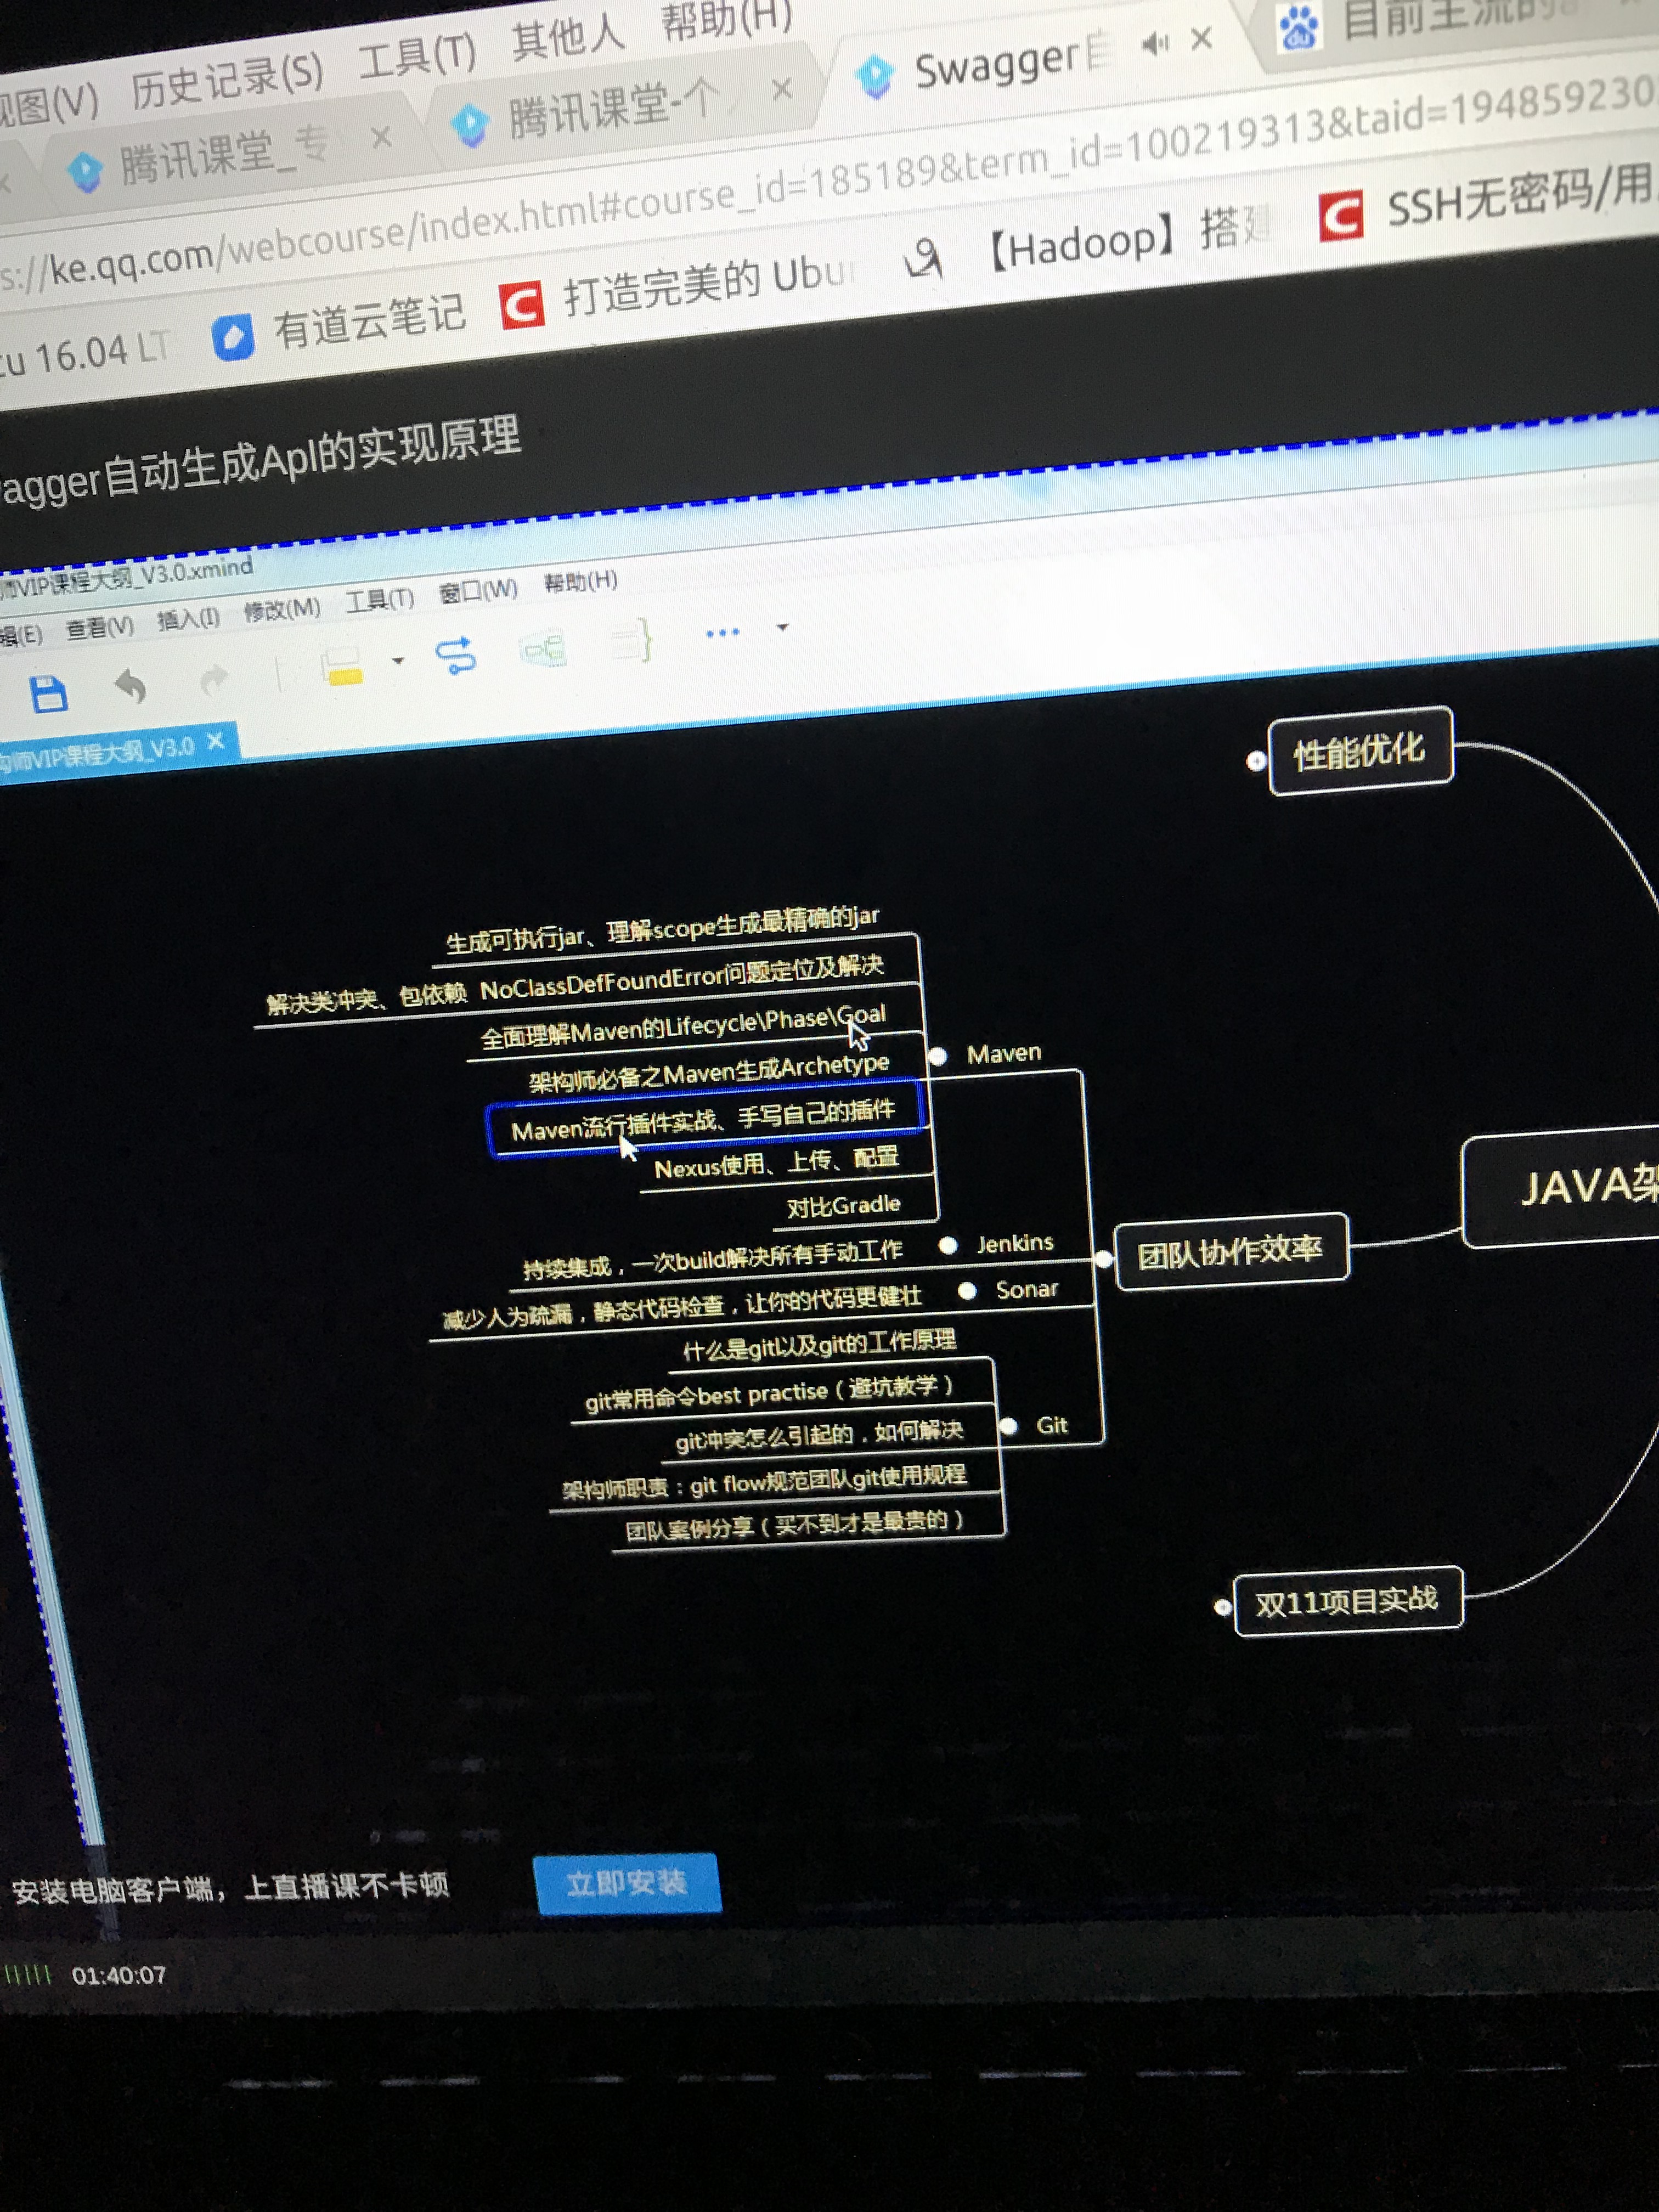 视图(V) 历史记录(S) 工具(T) 其他人 帮助(H)
腾讯课堂_专 腾讯课堂-个 Swagger自 目前主流的
s://ke.qq.com/webcourse/index.html#course_id=185189&term_id=100219313&taid=194859230
tu 16.04 LT 有道云笔记 打造完美的 Ubun 【Hadoop】搭建 SSH无密码/用
wagger自动生成ApI的实现原理
师VIP课程大纲_V3.0.xmind
辑(E) 查看(V) 插入(I) 修改(M) 工具(T) 窗口(W) 帮助(H)
构师VIP课程大纲_V3.0
性能优化
生成可执行jar、理解scope生成最精确的jar
解决类冲突、包依赖 NoClassDefFoundError问题定位及解决
全面理解Maven的Lifecycle\Phase\Goal
架构师必备之Maven生成Archetype
Maven
Maven流行插件实战、手写自己的插件
Nexus使用、上传、配置
对比Gradle
JAVA架
持续集成，一次build解决所有手动工作 Jenkins
团队协作效率
减少人为疏漏，静态代码检查，让你的代码更健壮 Sonar
什么是git以及git的工作原理
git常用命令best practise（避坑教学）
git冲突怎么引起的，如何解决
Git
架构师职责：git flow规范团队git使用规程
团队案例分享（买不到才是最贵的）
双11项目实战
安装电脑客户端，上直播课不卡顿 立即安装
01:40:07